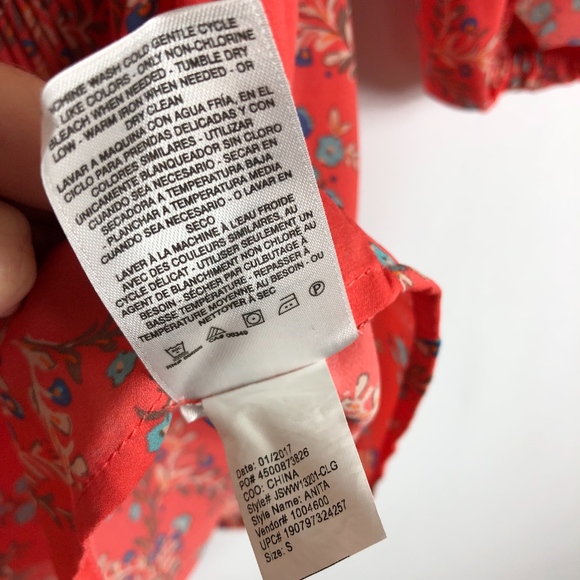 MACHINE WASH COLD GENTLE CYCLE
LIKE COLORS - ONLY NON-CHLORINE
BLEACH WHEN NEEDED - TUMBLE DRY
LOW - WARM IRON WHEN NEEDED - OR
DRY CLEAN
LAVAR A MAQUINA CON AGUA FRÍA, EN EL
CICLO PARA PRENDAS DELICADAS Y CON
COLORES SIMILARES - UTILIZAR
ÚNICAMENTE BLANQUEADOR SIN CLORO
CUANDO SEA NECESARIO - SECAR EN
SECADORA A TEMPERATURA BAJA
- PLANCHAR A TEMPERATURA MEDIA
CUANDO SEA NECESARIO - O LAVAR EN
SECO
LAVER À LA MACHINE À L'EAU FROIDE
AVEC DES COULEURS SIMILAIRES, AU
CYCLE DÉLICAT - UTILISER SEULEMENT UN
AGENT DE BLANCHIMENT NON CHLORÉ AU
BESOIN - SÉCHER PAR CULBUTAGE À
BASSE TEMPÉRATURE - REPASSER À
TEMPÉRATURE MOYENNE AU BESOIN - OU
NETTOYER À SEC
P
Date: 01/2017
PO# 4500873826
COO: CHINA
Style#: JSWW13201-CLG
Style Name: ANITA
Vendor# 1004600
UPC# 190797324257
Size: S